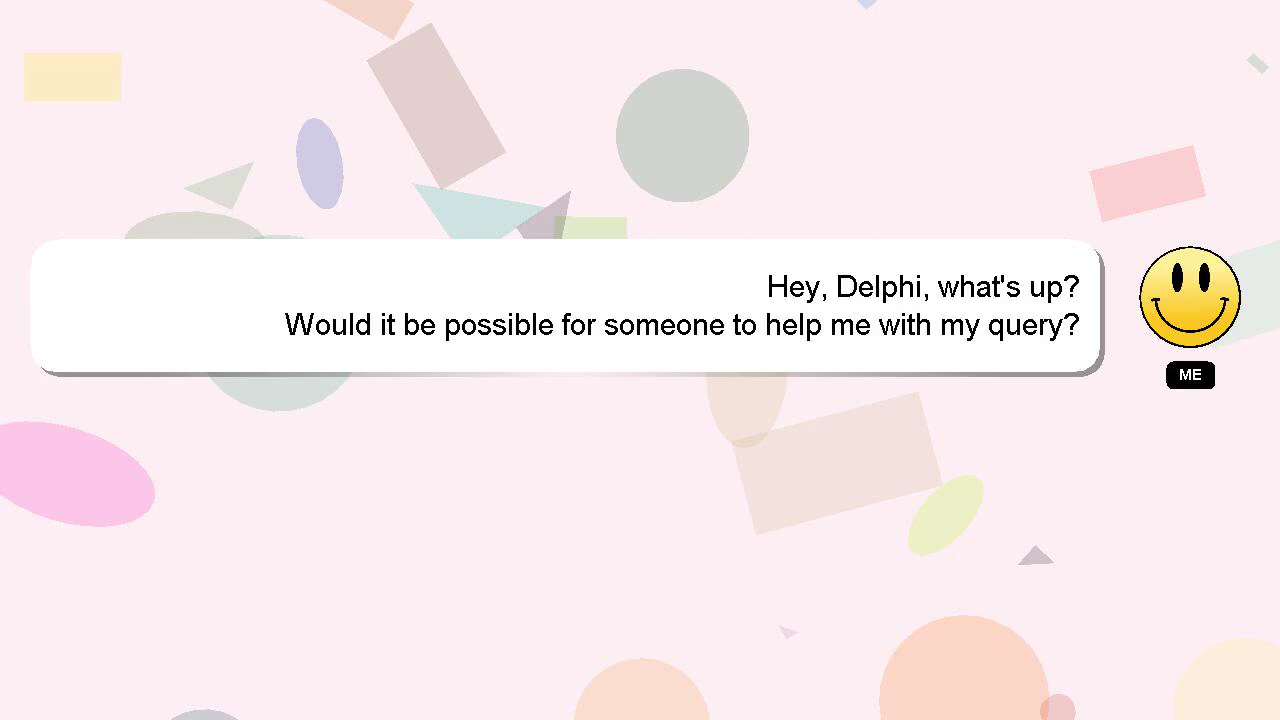 Hey, Delphi, what's up?
Would it be possible for someone to help me with my query?
ME